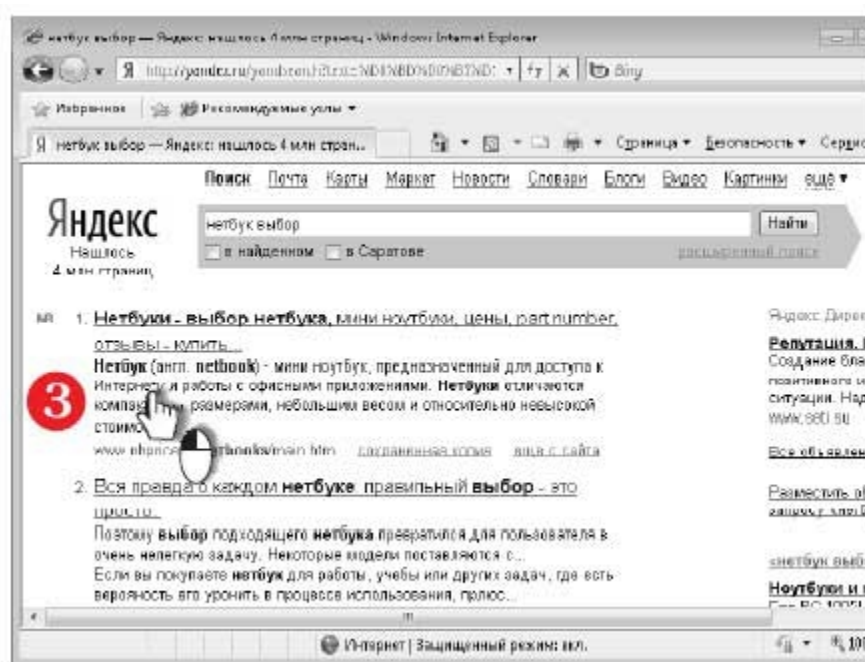 нетбук выбор — Яндекс: нашлось 4 млн страниц - Windows Internet Explorer
Bing
Избранное Рекомендуемые узлы
Я нетбук выбор — Яндекс: нашлось 4 млн стран... Страница Безопасность Сервис
Поиск Почта Карты Маркет Новости Словари Блоги Видео Картинки ещё
Яндекс
нетбук выбор Найти
Нашлось
4 млн страниц
в найденном в Саратове расширенный поиск
1. Нетбуки - выбор нетбука, мини ноутбуки, цены, part number,
отзывы - купить...
Нетбук (англ. netbook) - мини ноутбук, предназначенный для доступа к
Интернету и работы с офисными приложениями. Нетбуки отличаются
размерами, небольшим весом и относительно невысокой
3
сохраненная копия еще с сайта
2. Вся правда о каждом нетбуке: правильный выбор - это
просто.
Поэтому выбор подходящего нетбука превратился для пользователя в
очень нелегкую задачу. Некоторые модели поставляются с...
Если вы покупаете нетбук для работы, учебы или других задач, где есть
вероятность его уронить в процессе использования, плюс...
Яндекс Дирек
Репутация.
Создание бла
позитивного и
ситуации. Над
Все объявлен
Разместить об
«нетбук выбо
Ноутбуки и
Интернет | Защищенный режим: вкл.